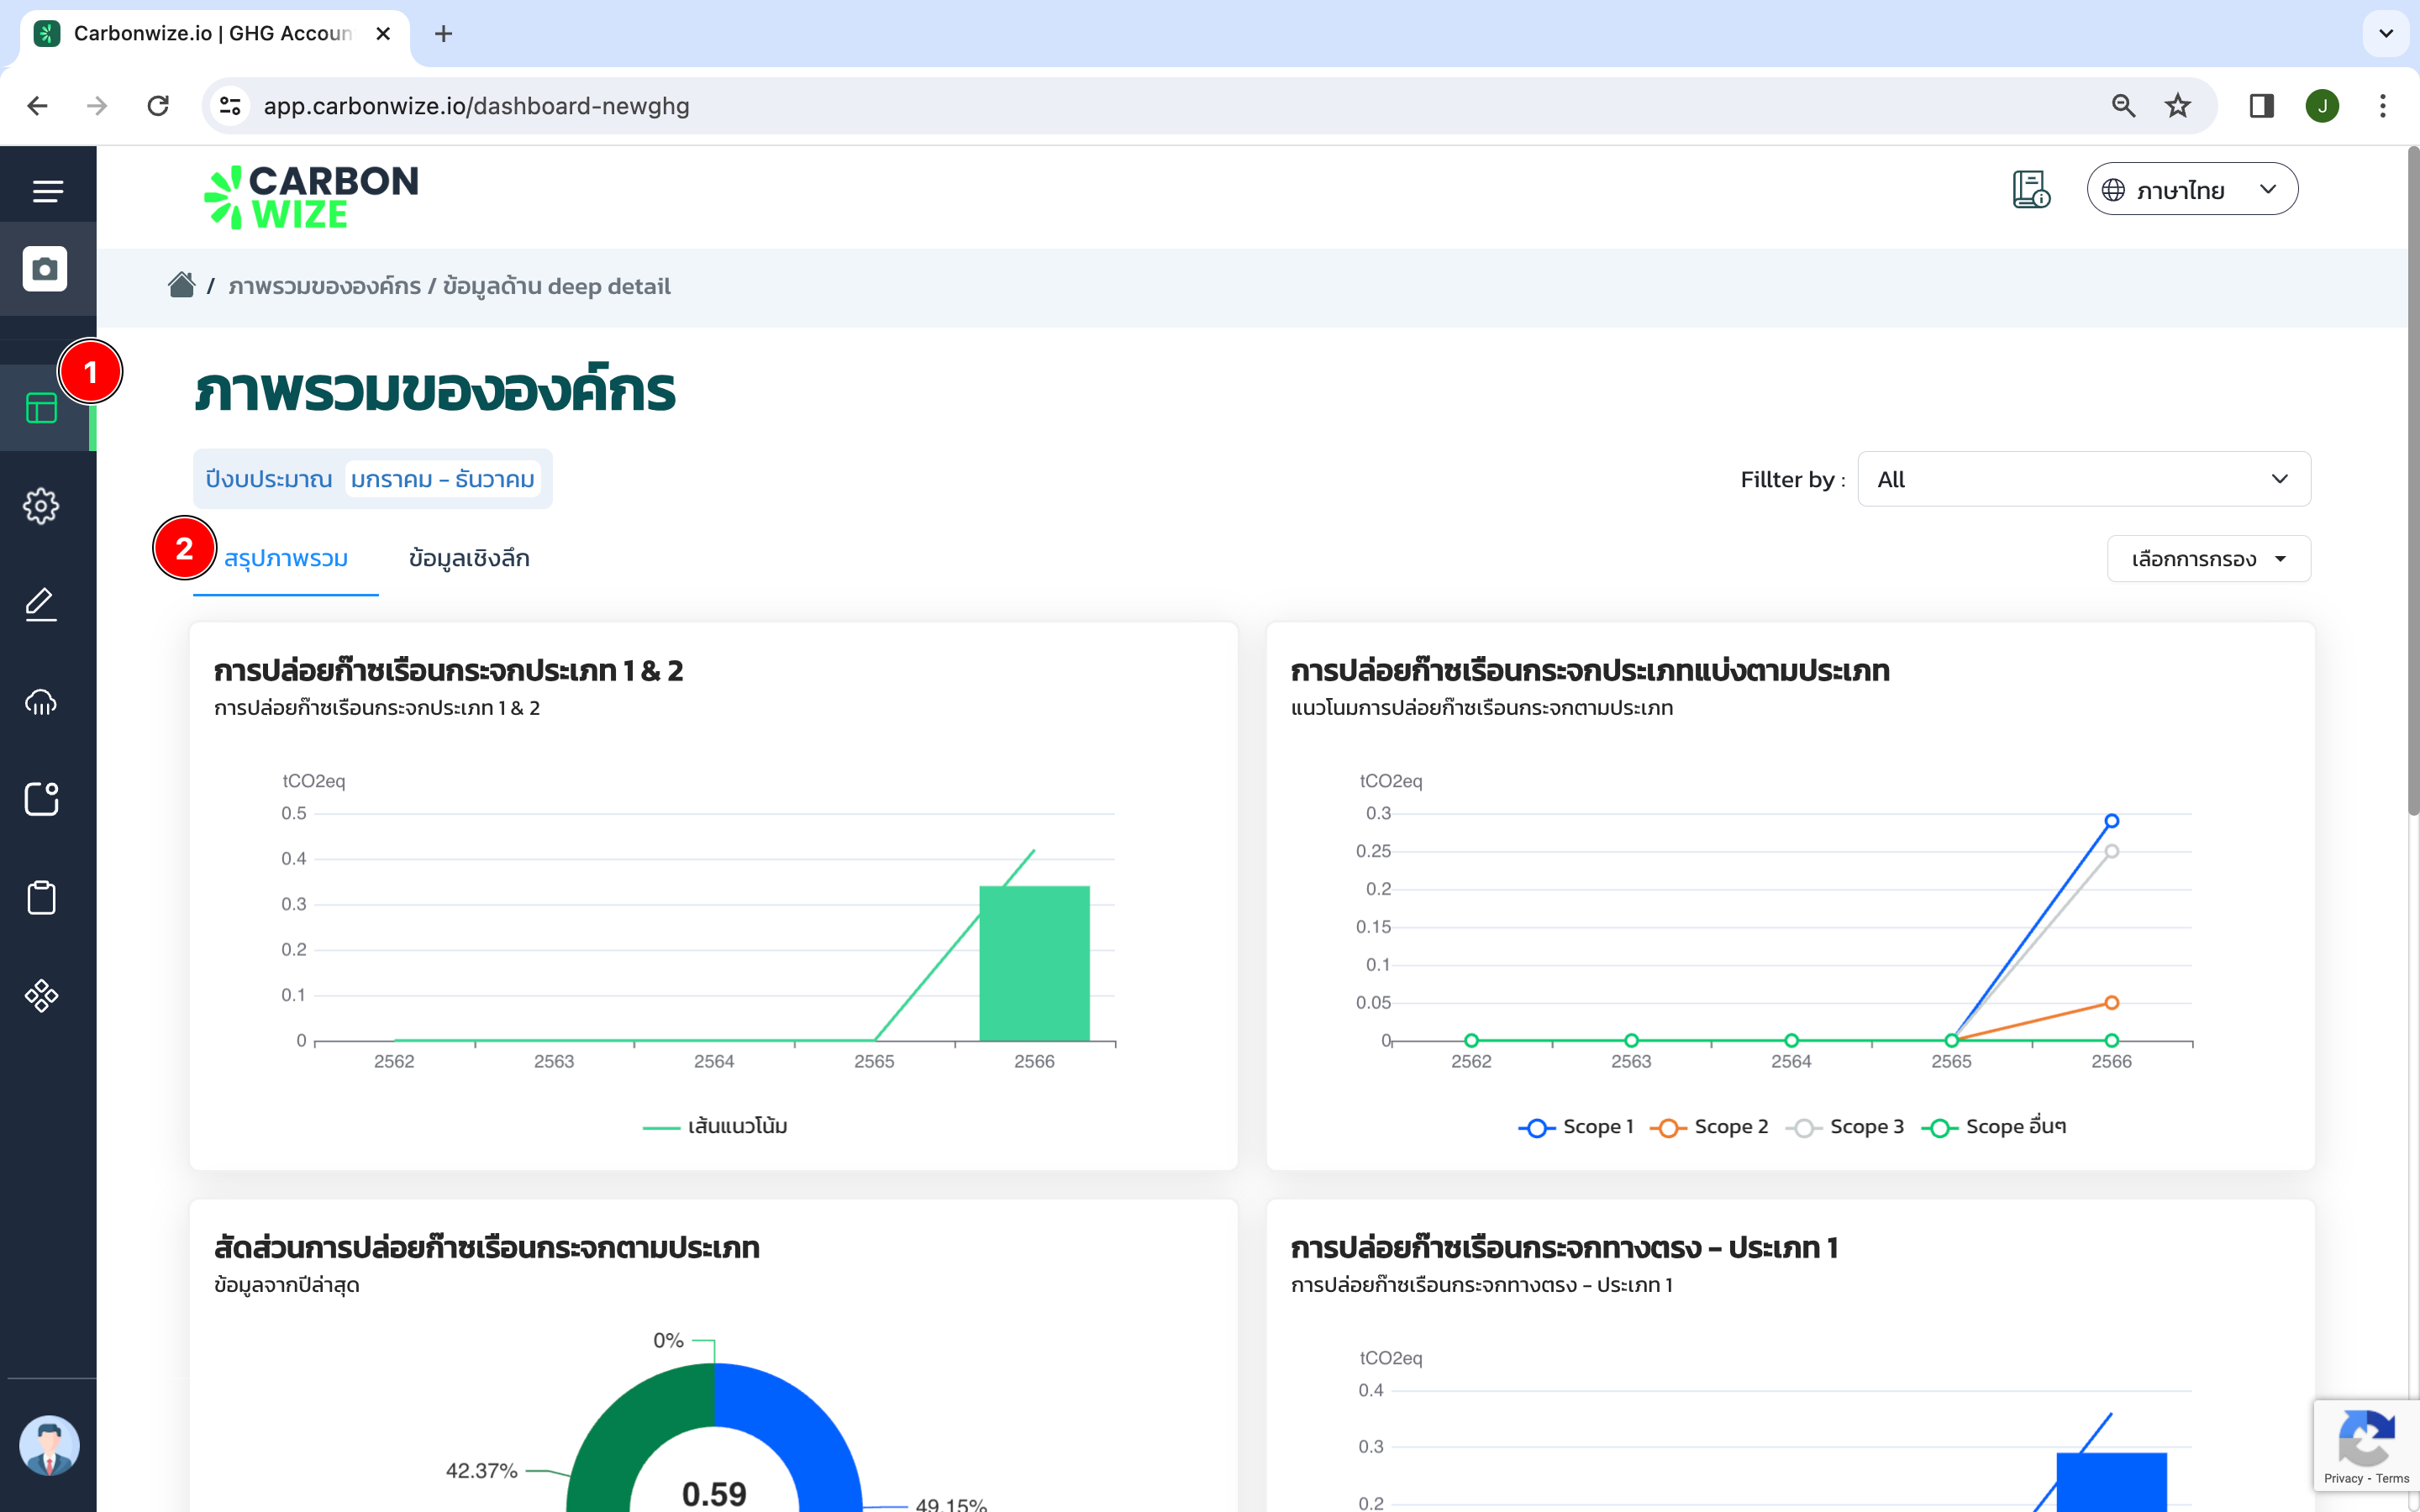 Carbonwize.io | GHG Accoun
app.carbonwize.io/dashboard-newghg
CARBON
WIZE
ภาษาไทย
/ ภาพรวมขององค์กร / ข้อมูลด้าน deep detail
1
ภาพรวมขององค์กร
ปีงบประมาณ มกราคม - ธันวาคม
Fillter by : All
2
สรุปภาพรวม ข้อมูลเชิงลึก
เลือกการกรอง
การปล่อยก๊าซเรือนกระจกประเภท 1 & 2
การปล่อยก๊าซเรือนกระจกประเภท 1 & 2
tCO2eq
0.5
0.4
0.3
0.2
0.1
0
2562 2563 2564 2565 2566
เส้นแนวโน้ม
การปล่อยก๊าซเรือนกระจกประเภทแบ่งตามประเภท
แนวโนมการปล่อยก๊าซเรือนกระจกตามประเภท
tCO2eq
0.3
0.25
0.2
0.15
0.1
0.05
0
2562 2563 2564 2565 2566
Scope 1 Scope 2 Scope 3 Scope อื่นๆ
สัดส่วนการปล่อยก๊าซเรือนกระจกตามประเภท
ข้อมูลจากปีล่าสุด
0%
42.37%
0.59
49.15%
การปล่อยก๊าซเรือนกระจกทางตรง - ประเภท 1
การปล่อยก๊าซเรือนกระจกทางตรง - ประเภท 1
tCO2eq
0.4
0.3
0.2
Privacy - Terms
J